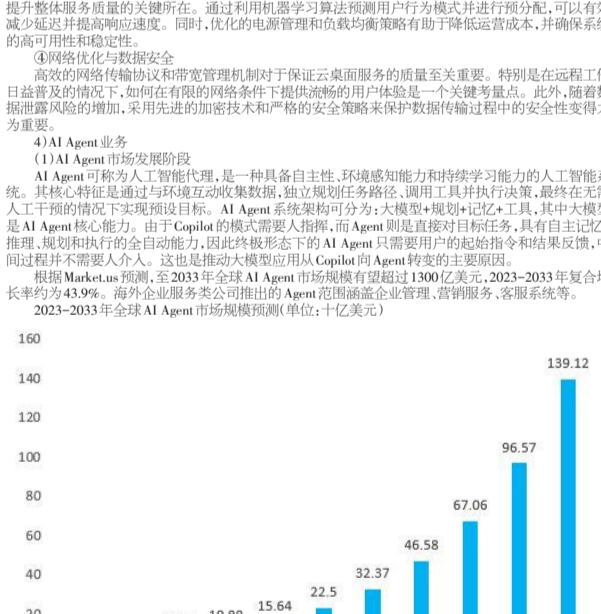 提升整体服务质量的关键所在。通过利用机器学习算法预测用户行为模式并进行预分配,可以有
减少延迟并提高响应速度。同时,优化的电源管理和负载均衡策略有助于降低运营成本,并确保系
的高可用性和稳定性。
④网络优化与数据安全
高效的网络传输协议和带宽管理机制对于保证云桌面服务的质量至关重要。特别是在远程工
日益普及的情况下,如何在有限的网络条件下提供流畅的用户体验是一个关键考量点。此外,随着
据泄露风险的增加,采用先进的加密技术和严格的安全策略来保护数据传输过程中的安全性变得
为重要。
4)AI Agent业务
(1)AI Agent市场发展阶段
AI Agent可称为人工智能代理,是一种具备自主性、环境感知能力和持续学习能力的人工智能
统。其核心特征是通过与环境互动收集数据,独立规划任务路径、调用工具并执行决策,最终在无
人工干预的情况下实现预设目标。AI Agent系统架构可分为:大模型+规划+记忆+工具,其中大模
是AI Agent核心能力。由于Copilot的模式需要人指挥,而Agent则是直接对目标任务,具有自主记忆
推理、规划和执行的全自动能力,因此终极形态下的AI Agent只需要用户的起始指令和结果反馈,
间过程并不需要人介入。这也是推动大模型应用从Copilot向Agent转变的主要原因。
根据Market.us预测,至2033年全球AI Agent市场规模有望超过1300亿美元,2023-2033年复合
长率约为43.9%。海外企业服务类公司推出的Agent范围涵盖企业管理、营销服务、客服系统等。
2023-2033年全球AI Agent市场规模预测(单位:十亿美元)
160
139.12
140
120
100
96.57
80
67.06
60
46.58
40
32.37
22.5
15.64